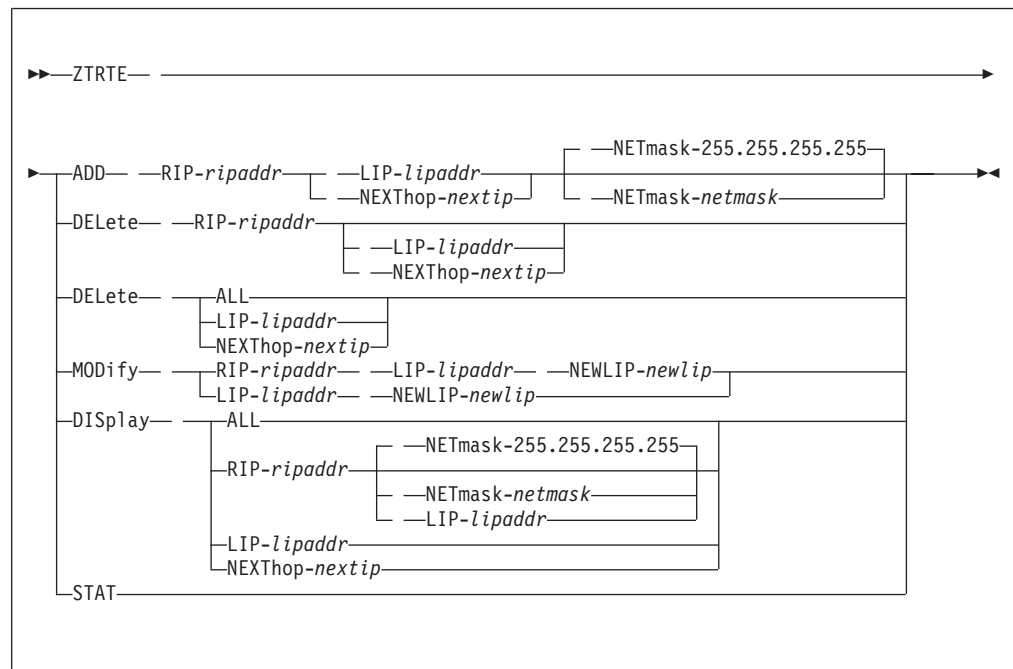 ZTRTE
NETmask-255.255.255.255
ADD RIP-ripaddr LIP-lipaddr
NEXThop-nextip NETmask-netmask
DELete RIP-ripaddr
LIP-lipaddr
NEXThop-nextip
DELete ALL
LIP-lipaddr
NEXThop-nextip
MODify RIP-ripaddr LIP-lipaddr NEWLIP-newlip
LIP-lipaddr NEWLIP-newlip
DISplay ALL
NETmask-255.255.255.255
RIP-ripaddr
NETmask-netmask
LIP-lipaddr
LIP-lipaddr
NEXThop-nextip
STAT